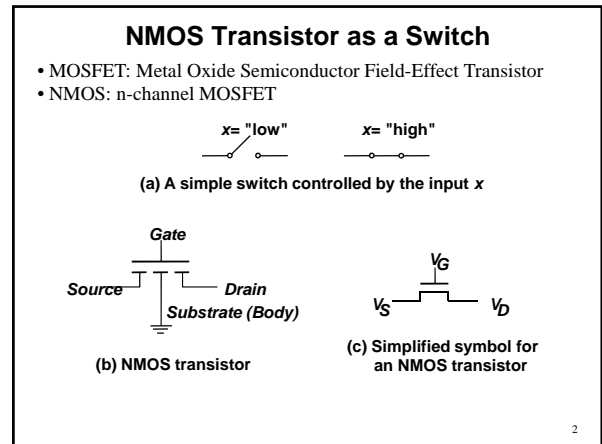 NMOS Transistor as a Switch
• MOSFET: Metal Oxide Semiconductor Field-Effect Transistor
• NMOS: n-channel MOSFET
x= "low" x= "high"
(a) A simple switch controlled by the input x
Gate
Source Drain
Substrate (Body)
(b) NMOS transistor
VG
VS VD
(c) Simplified symbol for
an NMOS transistor
2